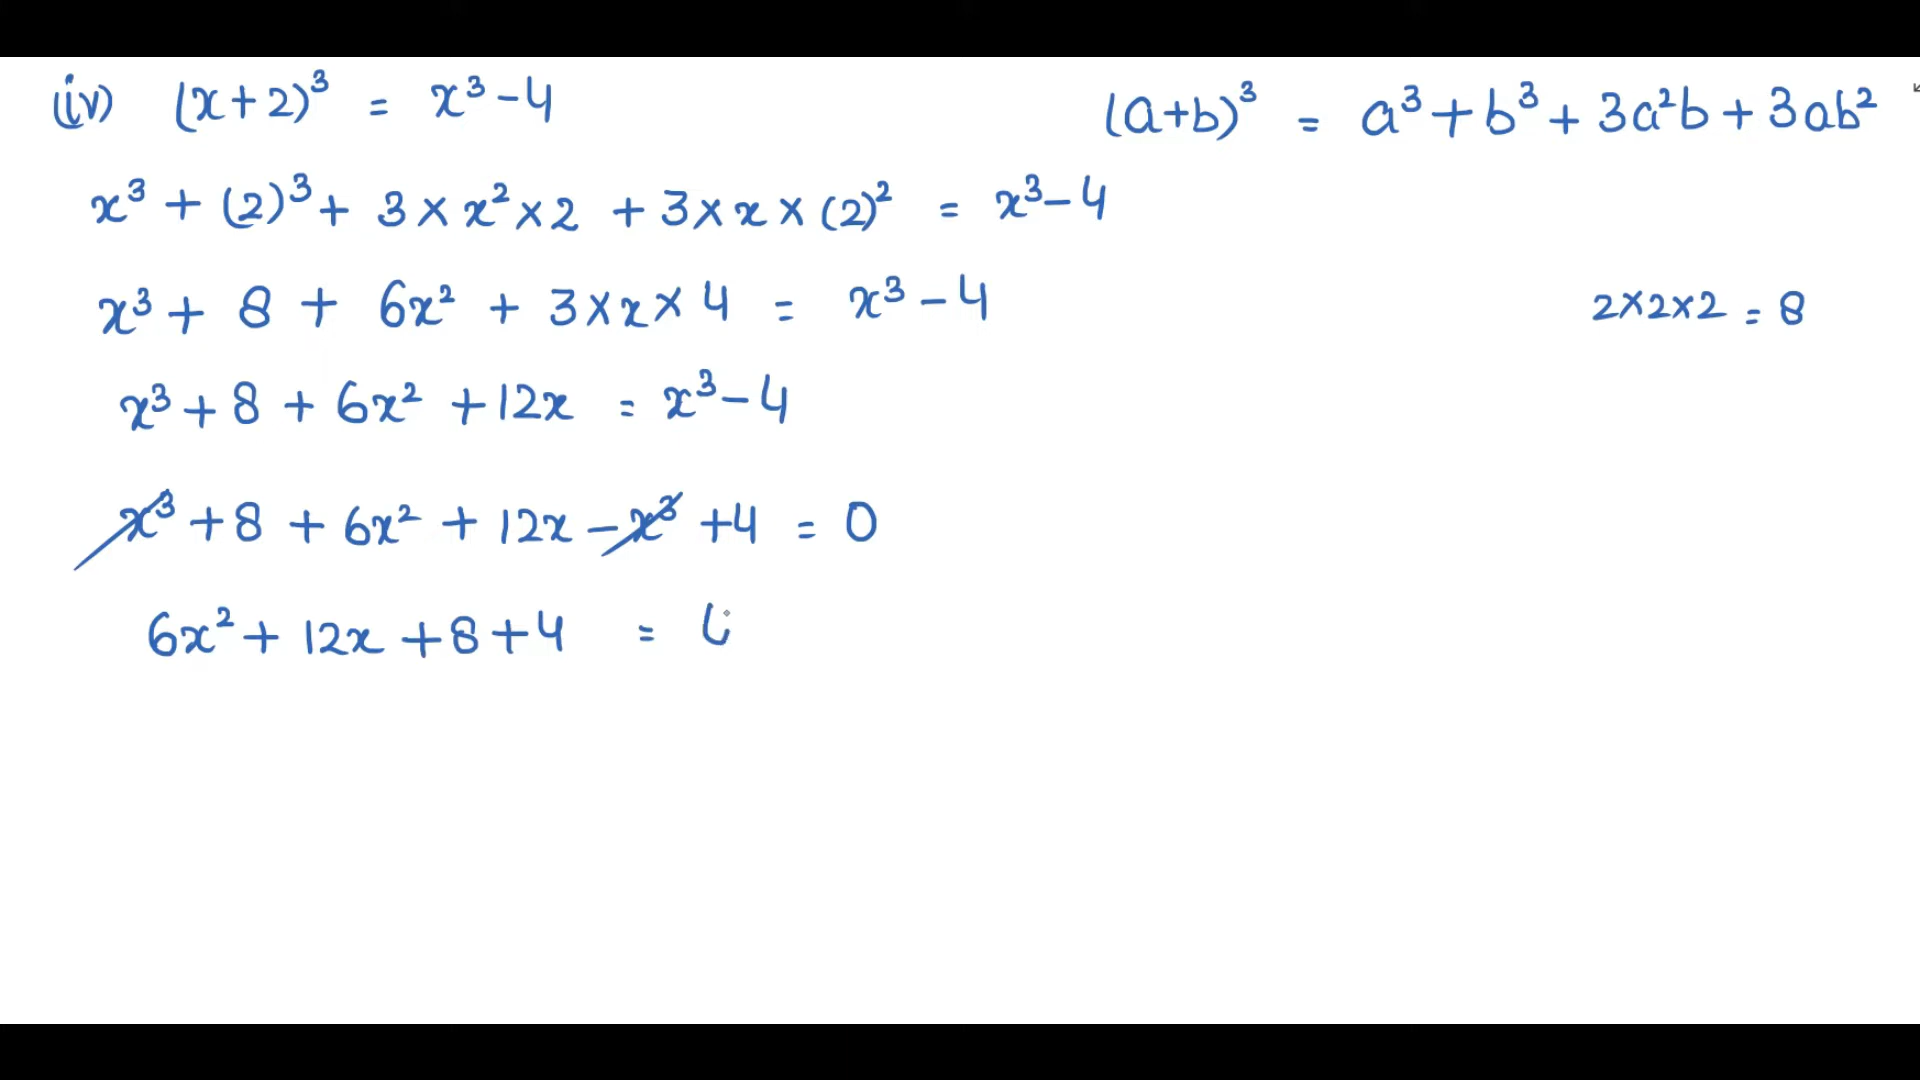 (iv) (x+2)³ = x³-4
(a+b)³ = a³+b³+3a²b+3ab²
x³ + (2)³ + 3×x²×2 + 3×x×(2)² = x³-4
x³ + 8 + 6x² + 3×x×4 = x³-4
2×2×2 = 8
x³+8+6x²+12x = x³-4
x³+8+6x²+12x-x³+4 = 0
6x²+12x+8+4 =